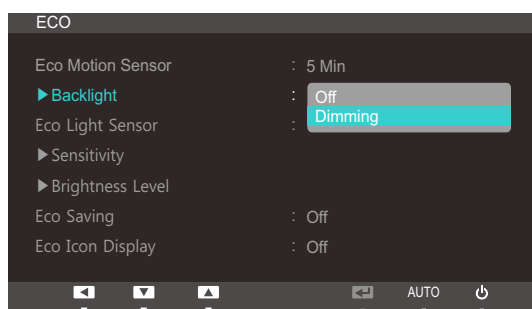 ECO
Eco Motion Sensor : 5 Min
▶Backlight : Off
Dimming
Eco Light Sensor :
▶Sensitivity
▶Brightness Level
Eco Saving : Off
Eco Icon Display : Off
AUTO